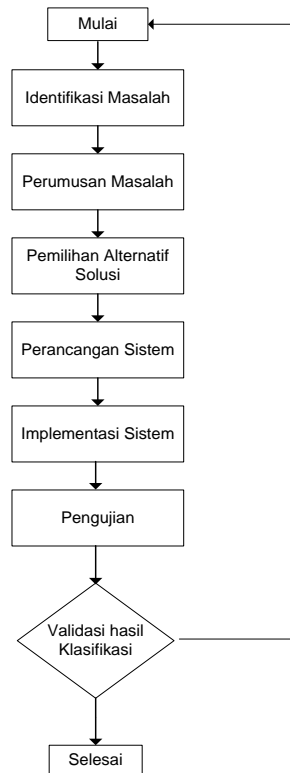 Mulai
Identifikasi Masalah
Perumusan Masalah
Pemilihan Alternatif
Solusi
Perancangan Sistem
Implementasi Sistem
Pengujian
Validasi hasil
Klasifikasi
Selesai